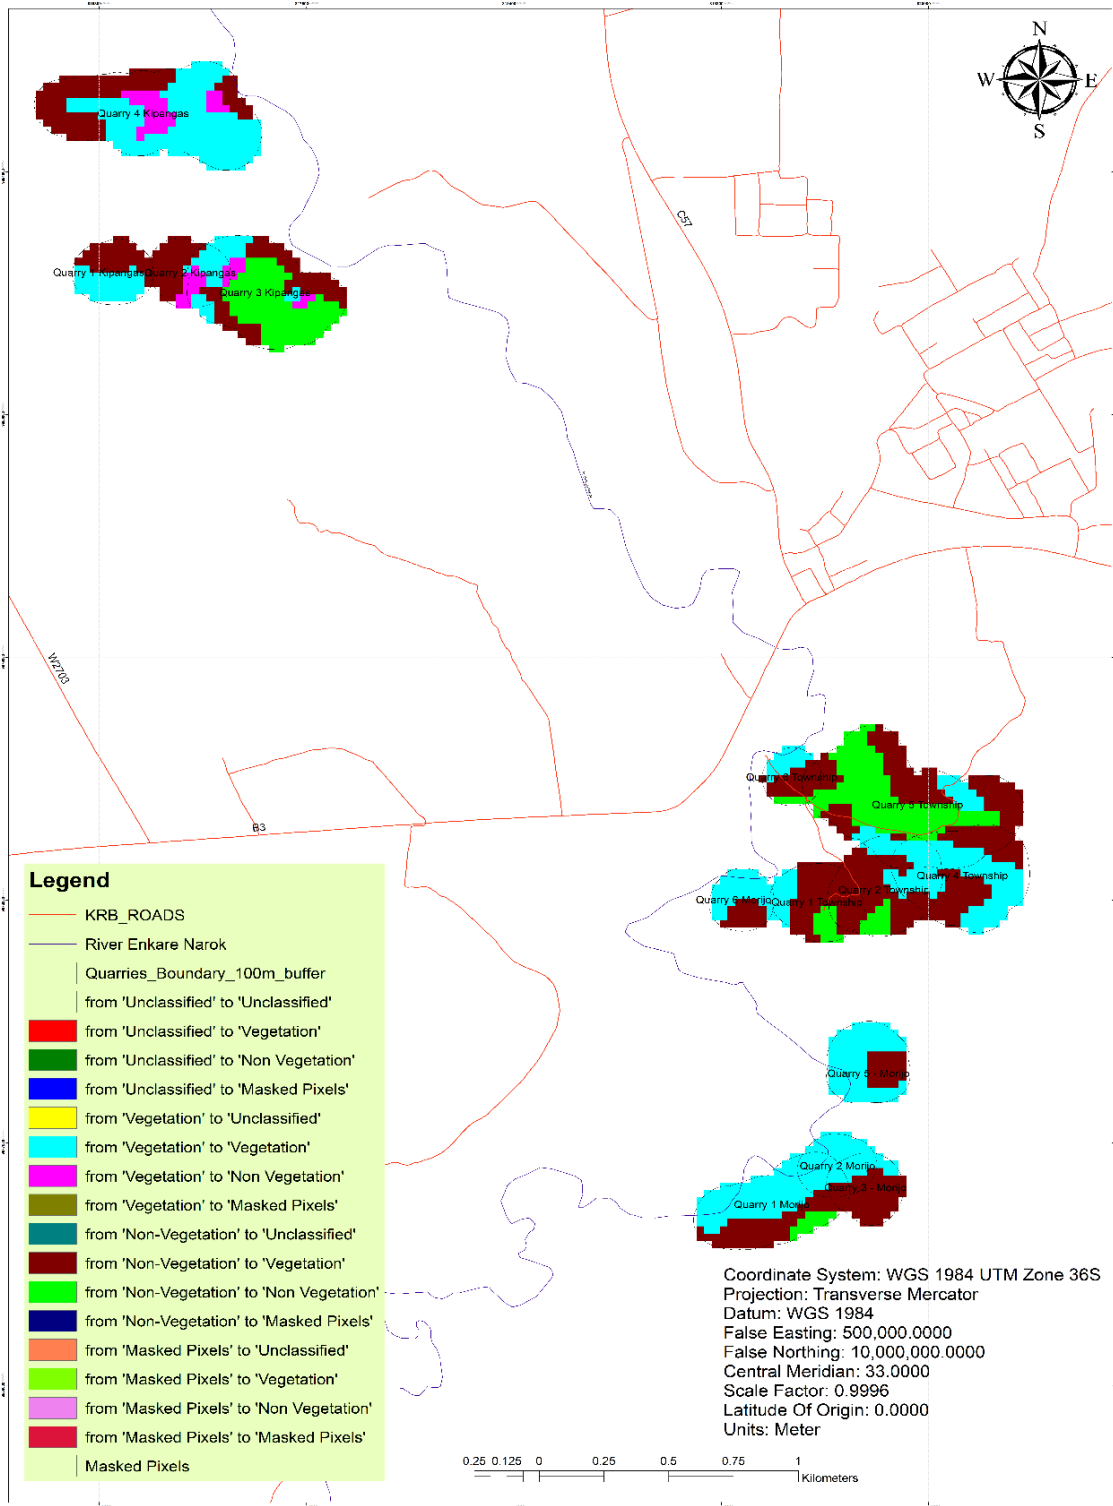 N
W E
S
Quarry 4 Kipangas
C57
Quarry 1 Kipangas
Quarry 2 Kipangas
Quarry 3 Kipangas
W2703
B3
Quarry 5 Township
Quarry 4 Township
Quarry 2 Township
Quarry 1 Township
Quarry 6 Morijo
Quarry 5 - Morijo
Quarry 2 Morijo
Quarry 3 - Morijo
Quarry 1 Morijo
Legend
KRB_ROADS
River Enkare Narok
Quarries_Boundary_100m_buffer
from 'Unclassified' to 'Unclassified'
from 'Unclassified' to 'Vegetation'
from 'Unclassified' to 'Non Vegetation'
from 'Unclassified' to 'Masked Pixels'
from 'Vegetation' to 'Unclassified'
from 'Vegetation' to 'Vegetation'
from 'Vegetation' to 'Non Vegetation'
from 'Vegetation' to 'Masked Pixels'
from 'Non-Vegetation' to 'Unclassified'
from 'Non-Vegetation' to 'Vegetation'
from 'Non-Vegetation' to 'Non Vegetation'
from 'Non-Vegetation' to 'Masked Pixels'
from 'Masked Pixels' to 'Unclassified'
from 'Masked Pixels' to 'Vegetation'
from 'Masked Pixels' to 'Non Vegetation'
from 'Masked Pixels' to 'Masked Pixels'
Masked Pixels
Coordinate System: WGS 1984 UTM Zone 36S
Projection: Transverse Mercator
Datum: WGS 1984
False Easting: 500,000.0000
False Northing: 10,000,000.0000
Central Meridian: 33.0000
Scale Factor: 0.9996
Latitude Of Origin: 0.0000
Units: Meter
0.25 0.125 0 0.25 0.5 0.75 1
Kilometers